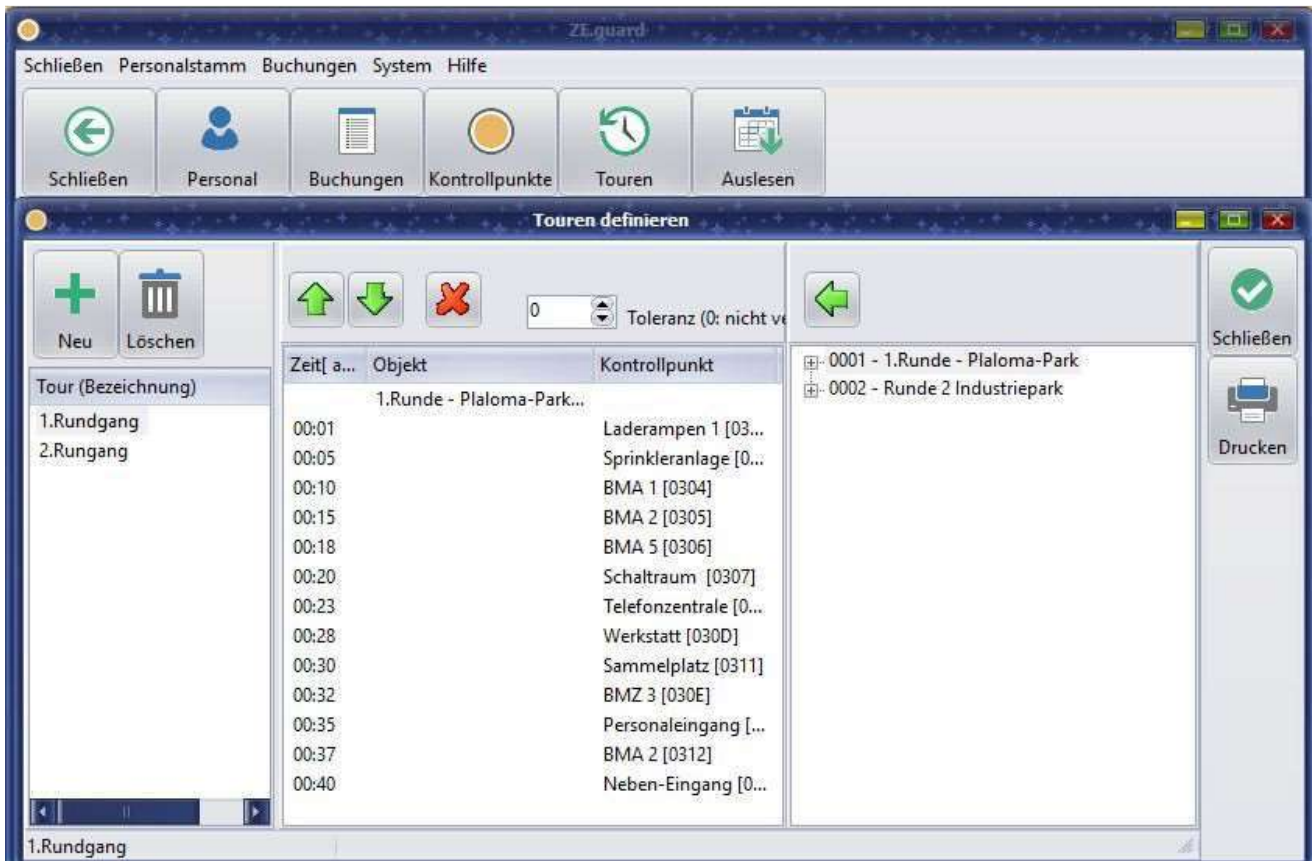 ZE.guard
Schließen Personalstamm Buchungen System Hilfe
Schließen Personal Buchungen Kontrollpunkte Touren Auslesen
Touren definieren
Neu Löschen
0 Toleranz (0: nicht ve
Schließen
Drucken
Tour (Bezeichnung)
1.Rundgang
2.Rungang
Zeit[ a... Objekt Kontrollpunkt
1.Runde - Plaloma-Park...
00:01 Laderampen 1 [03...
00:05 Sprinkleranlage [0...
00:10 BMA 1 [0304]
00:15 BMA 2 [0305]
00:18 BMA 5 [0306]
00:20 Schaltraum [0307]
00:23 Telefonzentrale [0...
00:28 Werkstatt [030D]
00:30 Sammelplatz [0311]
00:32 BMZ 3 [030E]
00:35 Personaleingang [...
00:37 BMA 2 [0312]
00:40 Neben-Eingang [0...
0001 - 1.Runde - Plaloma-Park
0002 - Runde 2 Industriepark
1.Rundgang